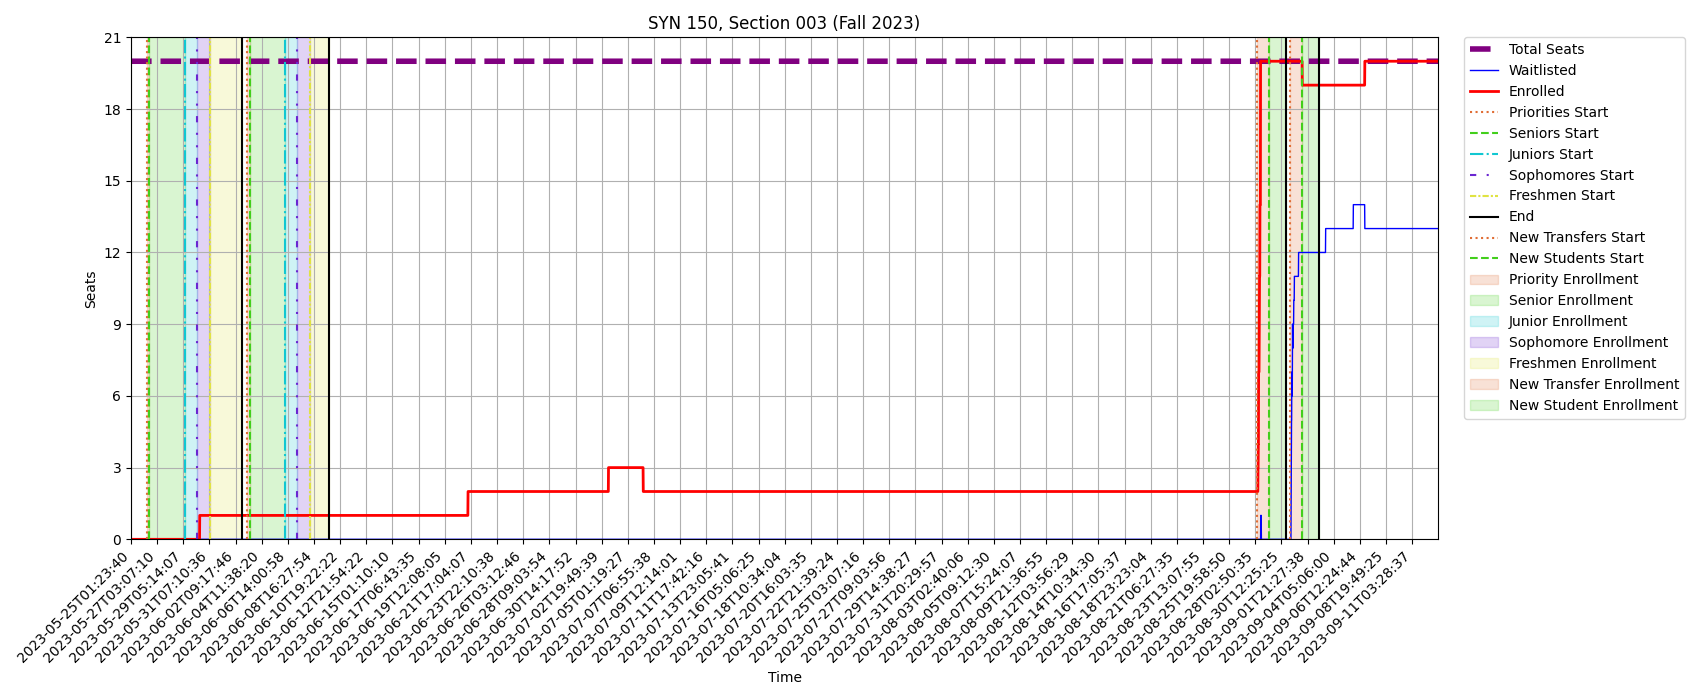 SYN 150, Section 003 (Fall 2023)
21
18
15
12
9
6
3
0
Seats
2023-05-25T01:23:40
2023-05-27T03:07:10
2023-05-29T05:14:07
2023-05-31T07:10:36
2023-06-02T09:17:46
2023-06-04T11:38:20
2023-06-06T14:00:58
2023-06-08T16:27:54
2023-06-10T19:22:22
2023-06-12T21:54:22
2023-06-15T01:10:10
2023-06-17T06:43:35
2023-06-19T12:08:05
2023-06-21T17:04:07
2023-06-23T22:10:38
2023-06-26T03:12:46
2023-06-28T09:03:54
2023-06-30T14:17:52
2023-07-02T19:49:39
2023-07-05T01:19:27
2023-07-07T06:55:38
2023-07-09T12:14:01
2023-07-11T17:42:16
2023-07-13T23:05:41
2023-07-16T05:06:25
2023-07-18T10:34:04
2023-07-20T16:03:35
2023-07-22T21:39:24
2023-07-25T03:07:16
2023-07-27T09:03:56
2023-07-29T14:38:27
2023-07-31T20:29:57
2023-08-03T02:40:06
2023-08-05T09:12:30
2023-08-07T15:24:07
2023-08-09T21:36:55
2023-08-12T03:56:29
2023-08-14T10:34:30
2023-08-16T17:05:37
2023-08-18T23:23:04
2023-08-21T06:27:35
2023-08-23T13:07:55
2023-08-25T19:58:50
2023-08-28T02:50:35
2023-08-30T12:25:25
2023-09-01T21:27:38
2023-09-04T05:06:00
2023-09-06T12:24:44
2023-09-08T19:49:25
2023-09-11T03:28:37
Time
Total Seats
Waitlisted
Enrolled
Priorities Start
Seniors Start
Juniors Start
Sophomores Start
Freshmen Start
End
New Transfers Start
New Students Start
Priority Enrollment
Senior Enrollment
Junior Enrollment
Sophomore Enrollment
Freshmen Enrollment
New Transfer Enrollment
New Student Enrollment